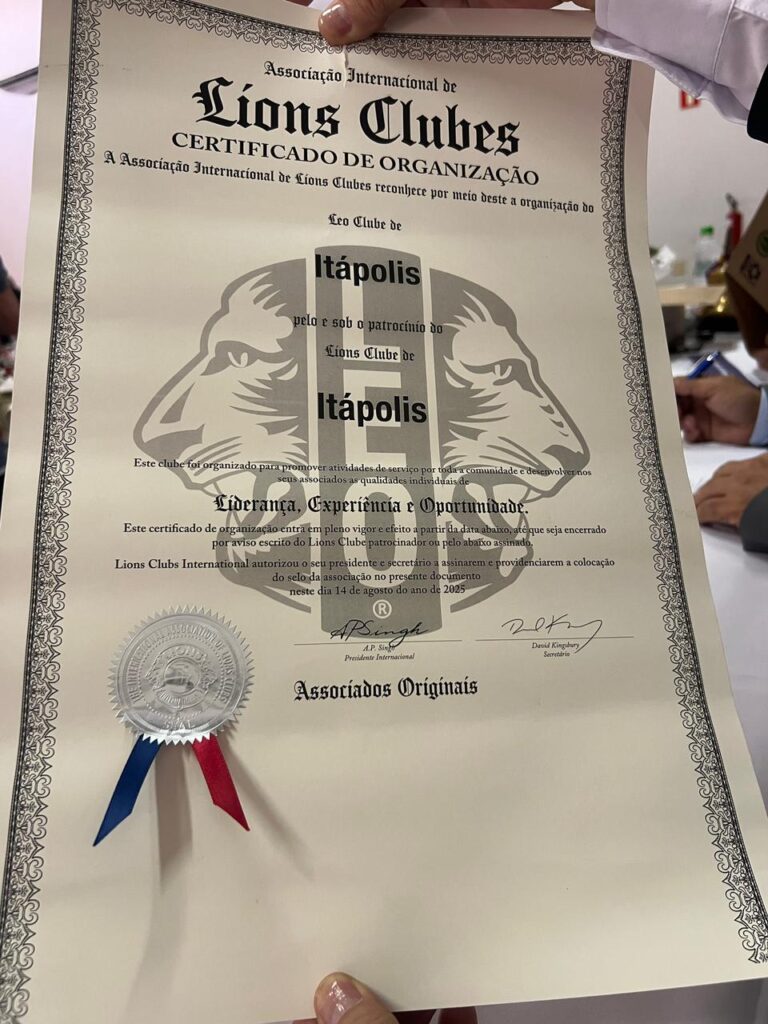 Associação Internacional de
Lions Clubes
CERTIFICADO DE ORGANIZAÇÃO
A Associação Internacional de Lions Clubes reconhece por meio deste a organização do
Leo Clube de
Itápolis
pelo e sob o patrocínio do
Lions Clube de
Itápolis
LEO
Este clube foi organizado para promover atividades de serviço por toda a comunidade e desenvolver nos
seus associados as qualidades individuais de
Liderança, Experiência e Oportunidade.
Este certificado de organização entra em pleno vigor e efeito a partir da data abaixo, até que seja encerrado
por aviso escrito do Lions Clube patrocinador ou pelo abaixo assinado.
Lions Clubs International autorizou o seu presidente e secretário a assinarem e providenciarem a colocação
do selo da associação no presente documento
neste dia 14 de agosto do ano de 2025
®
APSingh
A.P. Singh
Presidente Internacional
David Kingsbury
Secretário
Associados Originais